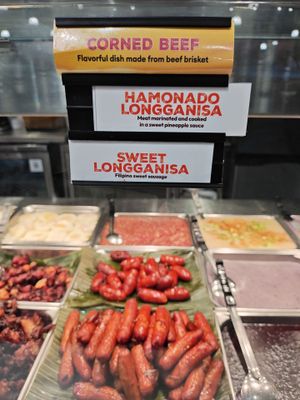 CORNED BEEF
Flavorful dish made from beef brisket
HAMONADO
LONGGANISA
Meat marinated and cooked
in a sweet pineapple sauce
SWEET
LONGGANISA
Filipino sweet sausage